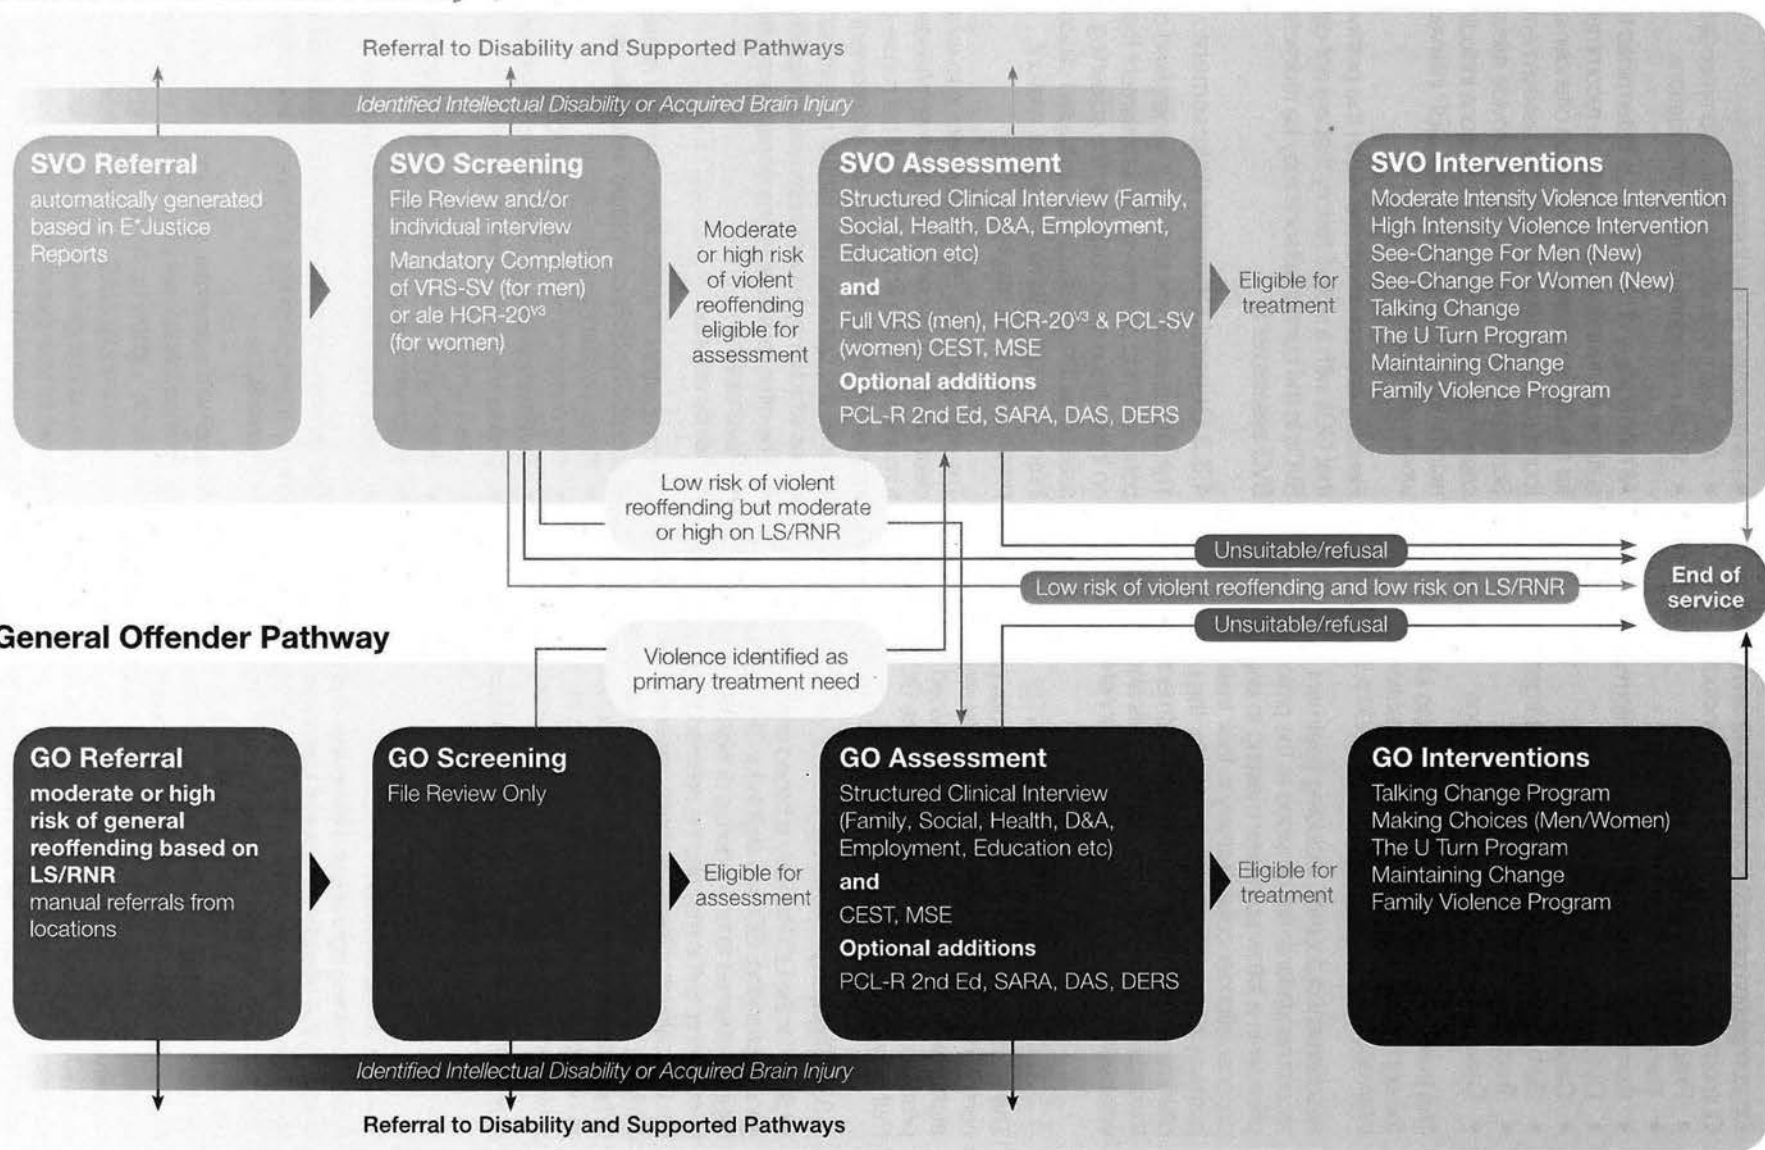 Referral to Disability and Supported Pathways
Identified Intellectual Disability or Acquired Brain Injury
SVO Referral
automatically generated
based in E*Justice
Reports
SVO Screening
File Review and/or
Individual interview
Mandatory Completion
of VRS-SV (for men)
or ale HCR-20V3
(for women)
Moderate
or high risk
of violent
reoffending
eligible for
assessment
SVO Assessment
Structured Clinical Interview (Family,
Social, Health, D&A, Employment,
Education etc)
and
Full VRS (men), HCR-20V3 & PCL-SV
(women) CEST, MSE
Optional additions
PCL-R 2nd Ed, SARA, DAS, DERS
Eligible for
treatment
SVO Interventions
Moderate Intensity Violence Intervention
High Intensity Violence Intervention
See-Change For Men (New)
See-Change For Women (New)
Talking Change
The U Turn Program
Maintaining Change
Family Violence Program
Low risk of violent
reoffending but moderate
or high on LS/RNR
Unsuitable/refusal
Low risk of violent reoffending and low risk on LS/RNR
Unsuitable/refusal
End of
service
General Offender Pathway
Violence identified as
primary treatment need
GO Referral
moderate or high
risk of general
reoffending based on
LS/RNR
manual referrals from
locations
GO Screening
File Review Only
Eligible for
assessment
GO Assessment
Structured Clinical Interview
(Family, Social, Health, D&A,
Employment, Education etc)
and
CEST, MSE
Optional additions
PCL-R 2nd Ed, SARA, DAS, DERS
Eligible for
treatment
GO Interventions
Talking Change Program
Making Choices (Men/Women)
The U Turn Program
Maintaining Change
Family Violence Program
Identified Intellectual Disability or Acquired Brain Injury
Referral to Disability and Supported Pathways